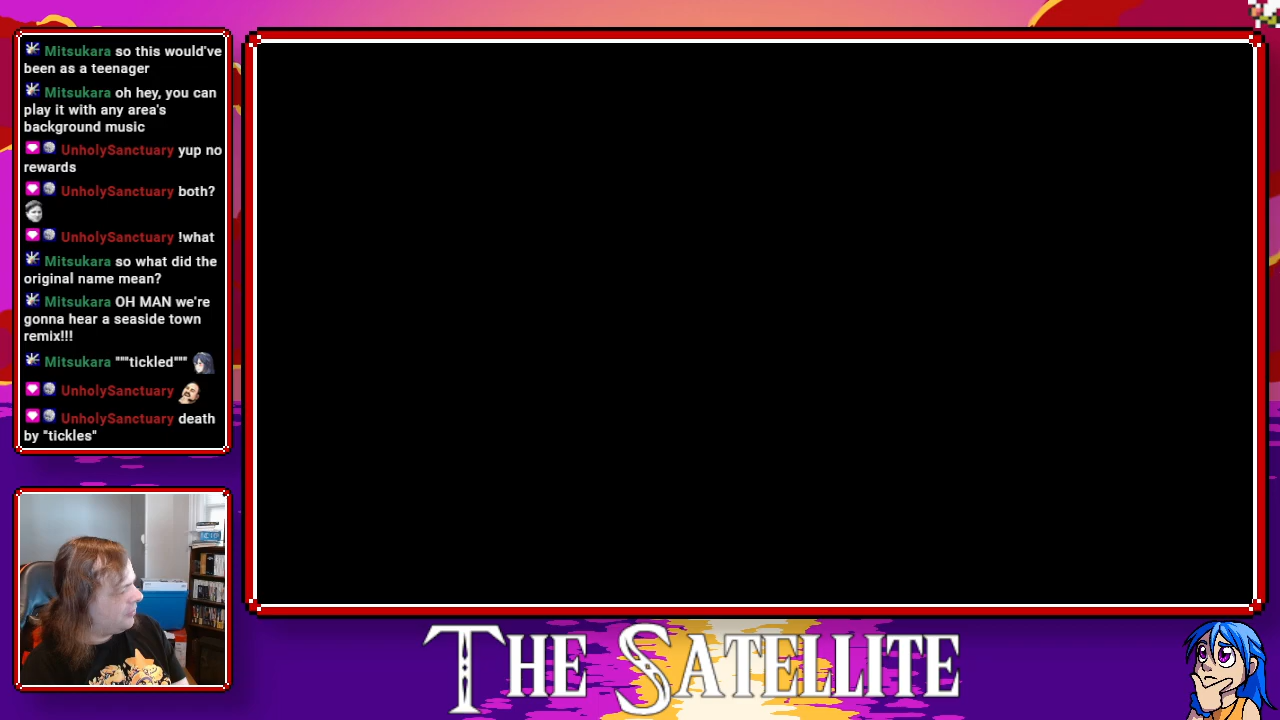 Mitsukara so this would've
been as a teenager
Mitsukara oh hey, you can
play it with any area's
background music
UnholySanctuary yup no
rewards
UnholySanctuary both?
UnholySanctuary !what
Mitsukara so what did the
original name mean?
Mitsukara OH MAN we're
gonna hear a seaside town
remix!!!
Mitsukara """tickled"""
UnholySanctuary
UnholySanctuary death
by "tickles"
THE SATELLITE